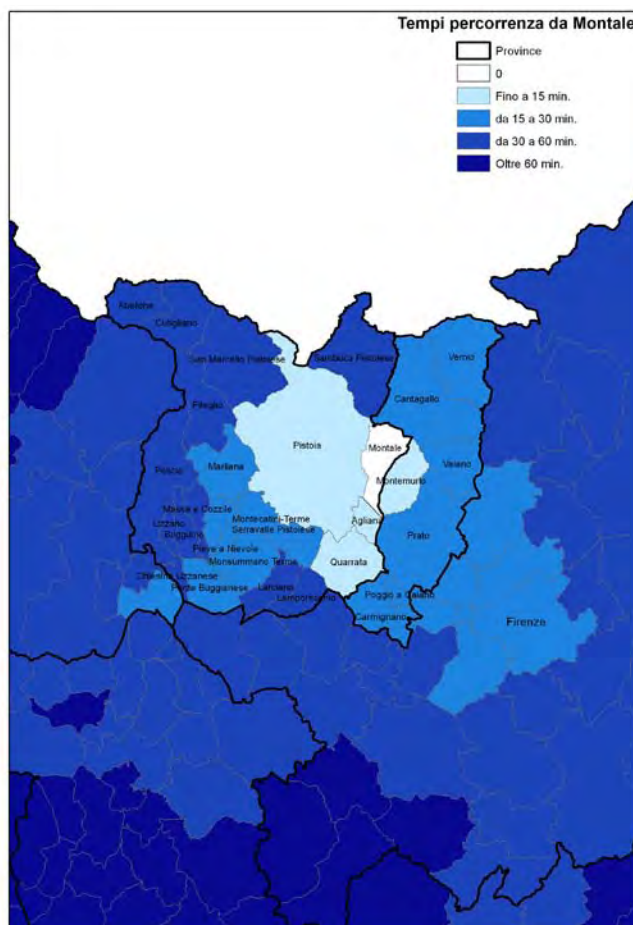 Tempi percorrenza da Montale
Province
0
Fino a 15 min.
da 15 a 30 min.
da 30 a 60 min.
Oltre 60 min.
Abetone
Cutigliano
San Marcello Pistoiese
Sambuca Pistoiese
Vernio
Piteglio
Cantagallo
Pistoia
Montale
Marliana
Pescia
Vaiano
Montemurlo
Massa e Cozzile
Uzzano
Montecatini-Terme
Agliana
Buggiano
Serravalle Pistoiese
Prato
Pieve a Nievole
Monsummano Terme
Quarrata
Chiesina Uzzanese
Ponte Buggianese
Larciano
Poggio a Caiano
Lamporecchio
Carmignano
Firenze